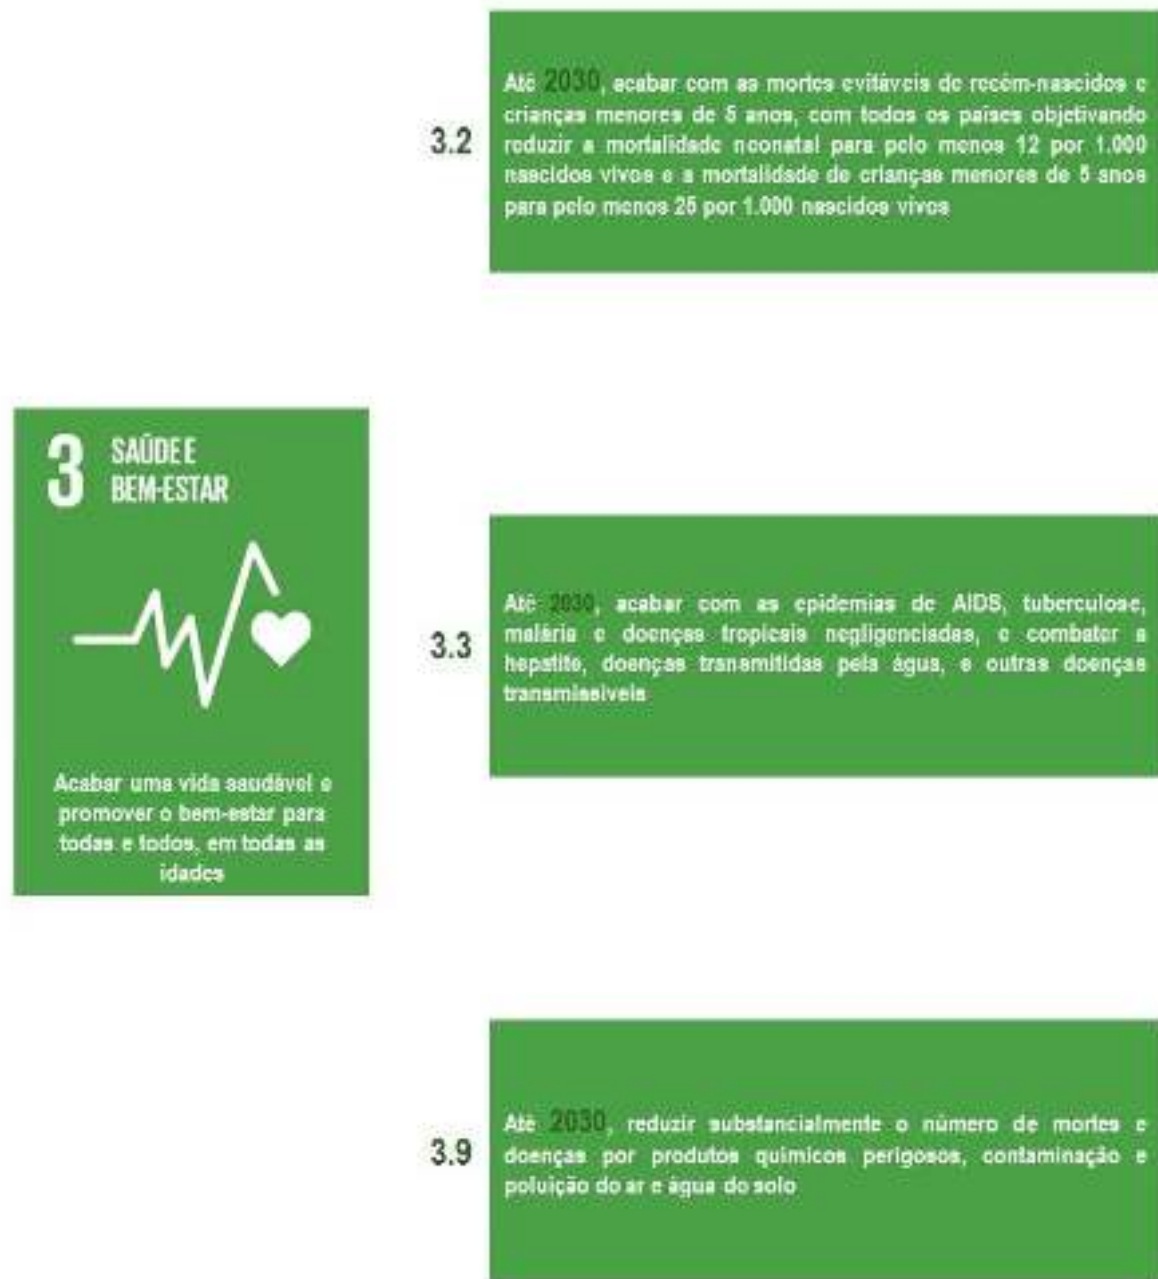 3.2
Até 2030, acabar com as mortes evitáveis de recém-nascidos e
crianças menores de 5 anos, com todos os países objetivando
reduzir a mortalidade neonatal para pelo menos 12 por 1.000
nascidos vivos e a mortalidade de crianças menores de 5 anos
para pelo menos 25 por 1.000 nascidos vivos
3 SAÚDE E
BEM-ESTAR
Acabar uma vida saudável e
promover o bem-estar para
todas e todos, em todas as
idades
3.3
Até 2030, acabar com as epidemias de AIDS, tuberculose,
malária e doenças tropicais negligenciadas, e combater a
hepatite, doenças transmitidas pela água, e outras doenças
transmissíveis
3.9
Até 2030, reduzir substancialmente o número de mortes e
doenças por produtos químicos perigosos, contaminação e
poluição do ar e água do solo